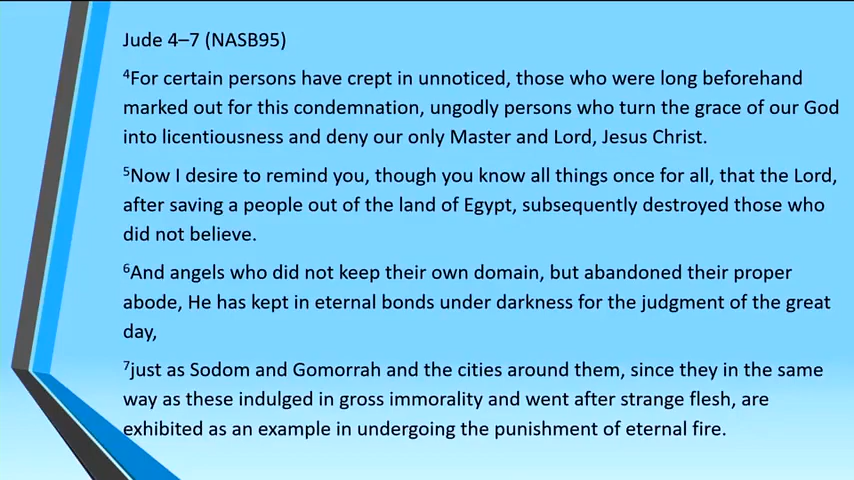 Jude 4–7 (NASB95)
⁴For certain persons have crept in unnoticed, those who were long beforehand
marked out for this condemnation, ungodly persons who turn the grace of our God
into licentiousness and deny our only Master and Lord, Jesus Christ.
⁵Now I desire to remind you, though you know all things once for all, that the Lord,
after saving a people out of the land of Egypt, subsequently destroyed those who
did not believe.
⁶And angels who did not keep their own domain, but abandoned their proper
abode, He has kept in eternal bonds under darkness for the judgment of the great
day,
⁷just as Sodom and Gomorrah and the cities around them, since they in the same
way as these indulged in gross immorality and went after strange flesh, are
exhibited as an example in undergoing the punishment of eternal fire.